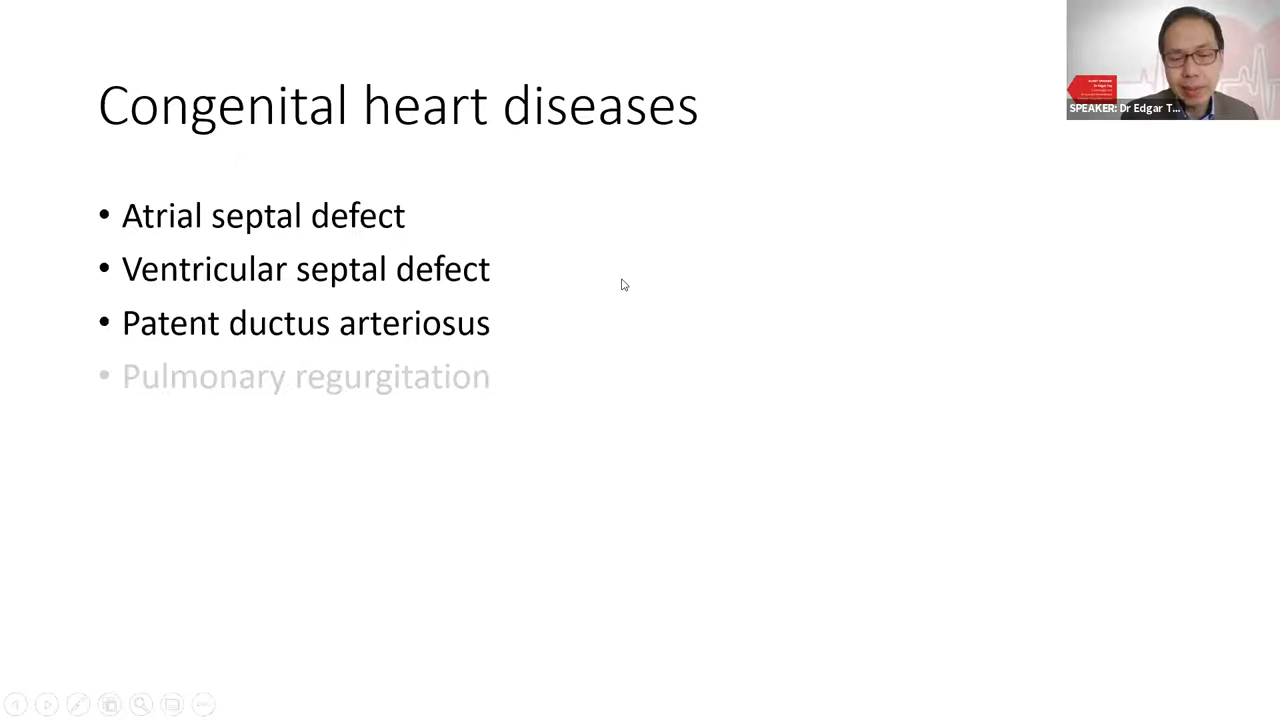 Congenital heart diseases
• Atrial septal defect
• Ventricular septal defect
• Patent ductus arteriosus
• Pulmonary regurgitation
SPEAKER: Dr Edgar T...